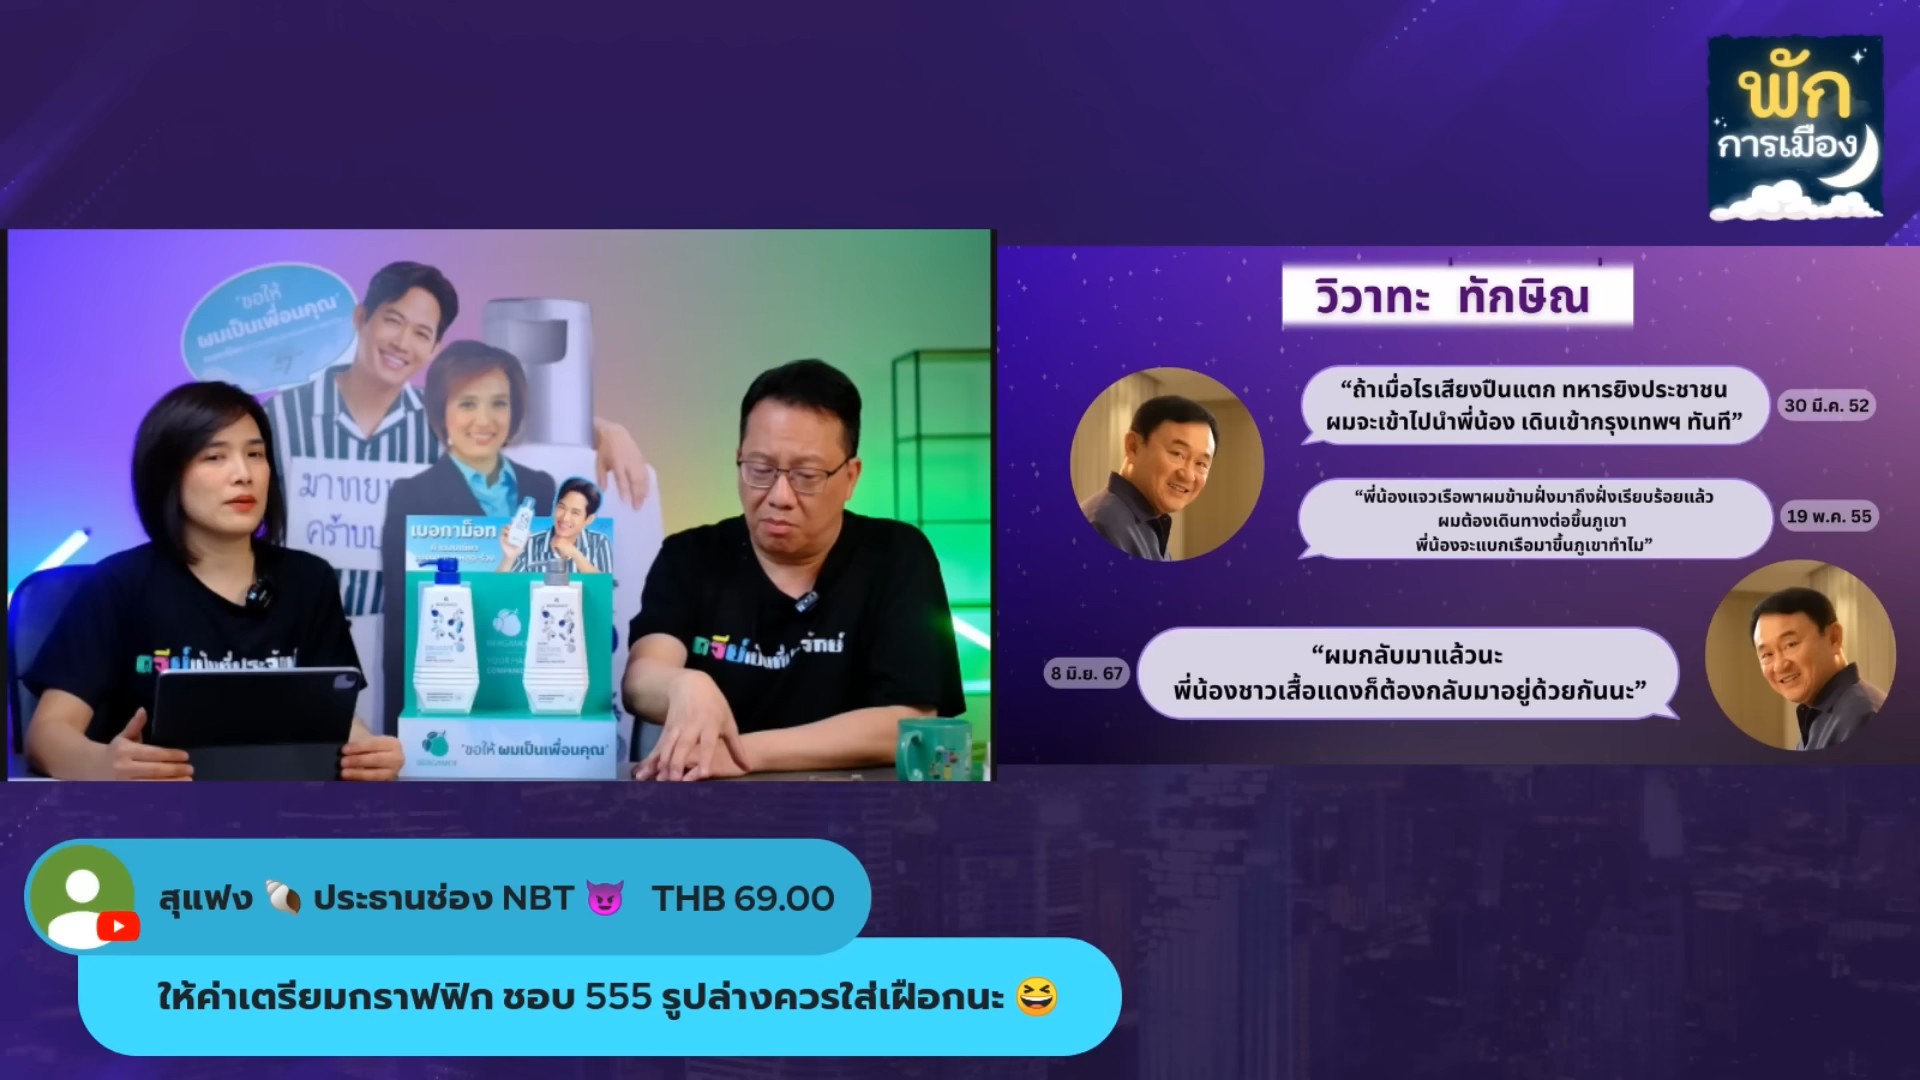 พัก
การเมือง
วิวาทะ ทักษิณ
“ถ้าเมื่อไรเสียงปืนแตก ทหารยิงประชาชน
ผมจะเข้าไปนำพี่น้อง เดินเข้ากรุงเทพฯ ทันที”
30 มี.ค. 52
“พี่น้องแจวเรือพาผมข้ามฝั่งมาถึงฝั่งเรียบร้อยแล้ว
ผมต้องเดินทางต่อขึ้นภูเขา
พี่น้องจะแบกเรือมาขึ้นภูเขาทำไม”
19 พ.ค. 55
8 มิ.ย. 67
“ผมกลับมาแล้วนะ
พี่น้องชาวเสื้อแดงก็ต้องกลับมาอยู่ด้วยกันนะ”
‘ขอให้
ผมเป็นเพื่อนคุณ’
มาหาย
คร้าบบ
เบอกาม็อท
BERGAMOT
‘ขอให้ ผมเป็นเพื่อนคุณ’
สุแฟง 🐚 ประธานช่อง NBT 😈 THB 69.00
ให้ค่าเตรียมกราฟฟิก ชอบ 555 รูปล่างควรใส่เฝือกนะ 😆